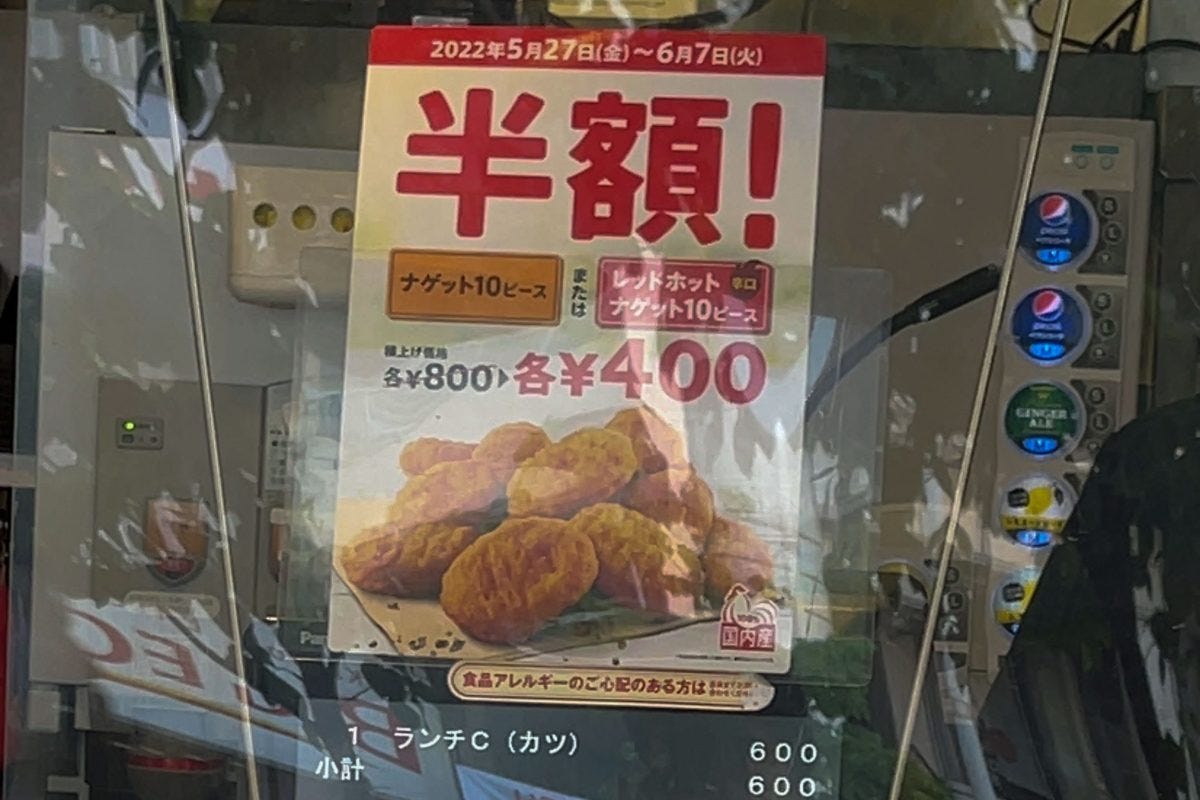 2022年5月27日(金)～6月7日(火)
半額!
ナゲット10ピース
または
レッドホット 辛口
ナゲット10ピース
各¥800
各¥400
100%
国内産
食品アレルギーのご心配のある方は
1 ランチC（カツ） 600
小計 600
pepsi
pepsi
GINGER
ALE